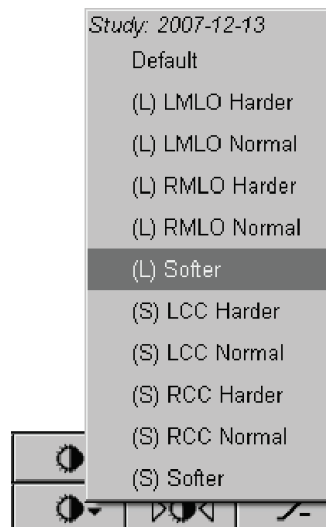 Study: 2007-12-13
Default
(L) LMLO Harder
(L) LMLO Normal
(L) RMLO Harder
(L) RMLO Normal
(L) Softer
(S) LCC Harder
(S) LCC Normal
(S) RCC Harder
(S) RCC Normal
(S) Softer